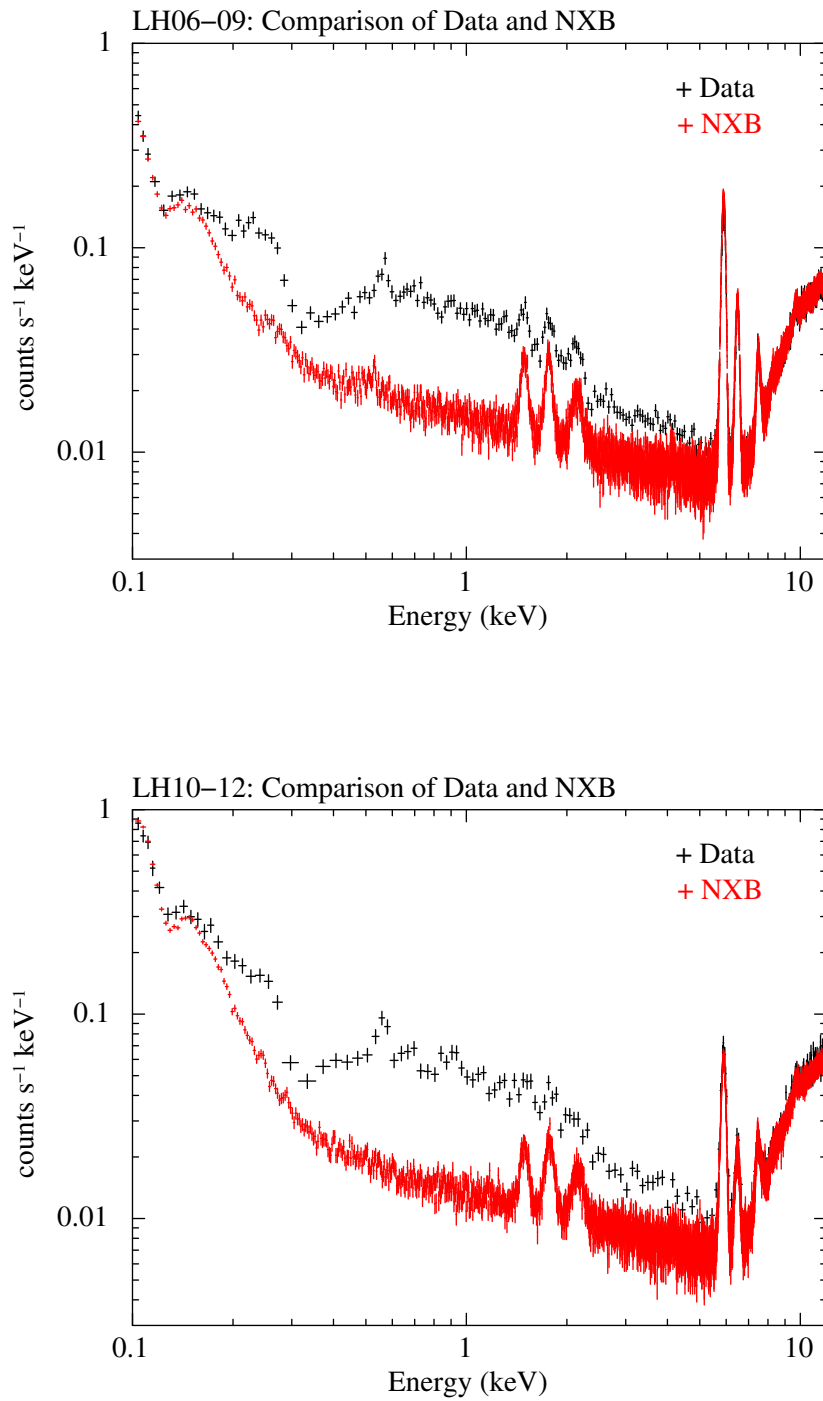 LH06−09: Comparison of Data and NXB
1
+ Data
+ NXB
0.1
counts s⁻¹ keV⁻¹
0.01
0.1 1 10
Energy (keV)
LH10−12: Comparison of Data and NXB
1
+ Data
+ NXB
0.1
counts s⁻¹ keV⁻¹
0.01
0.1 1 10
Energy (keV)